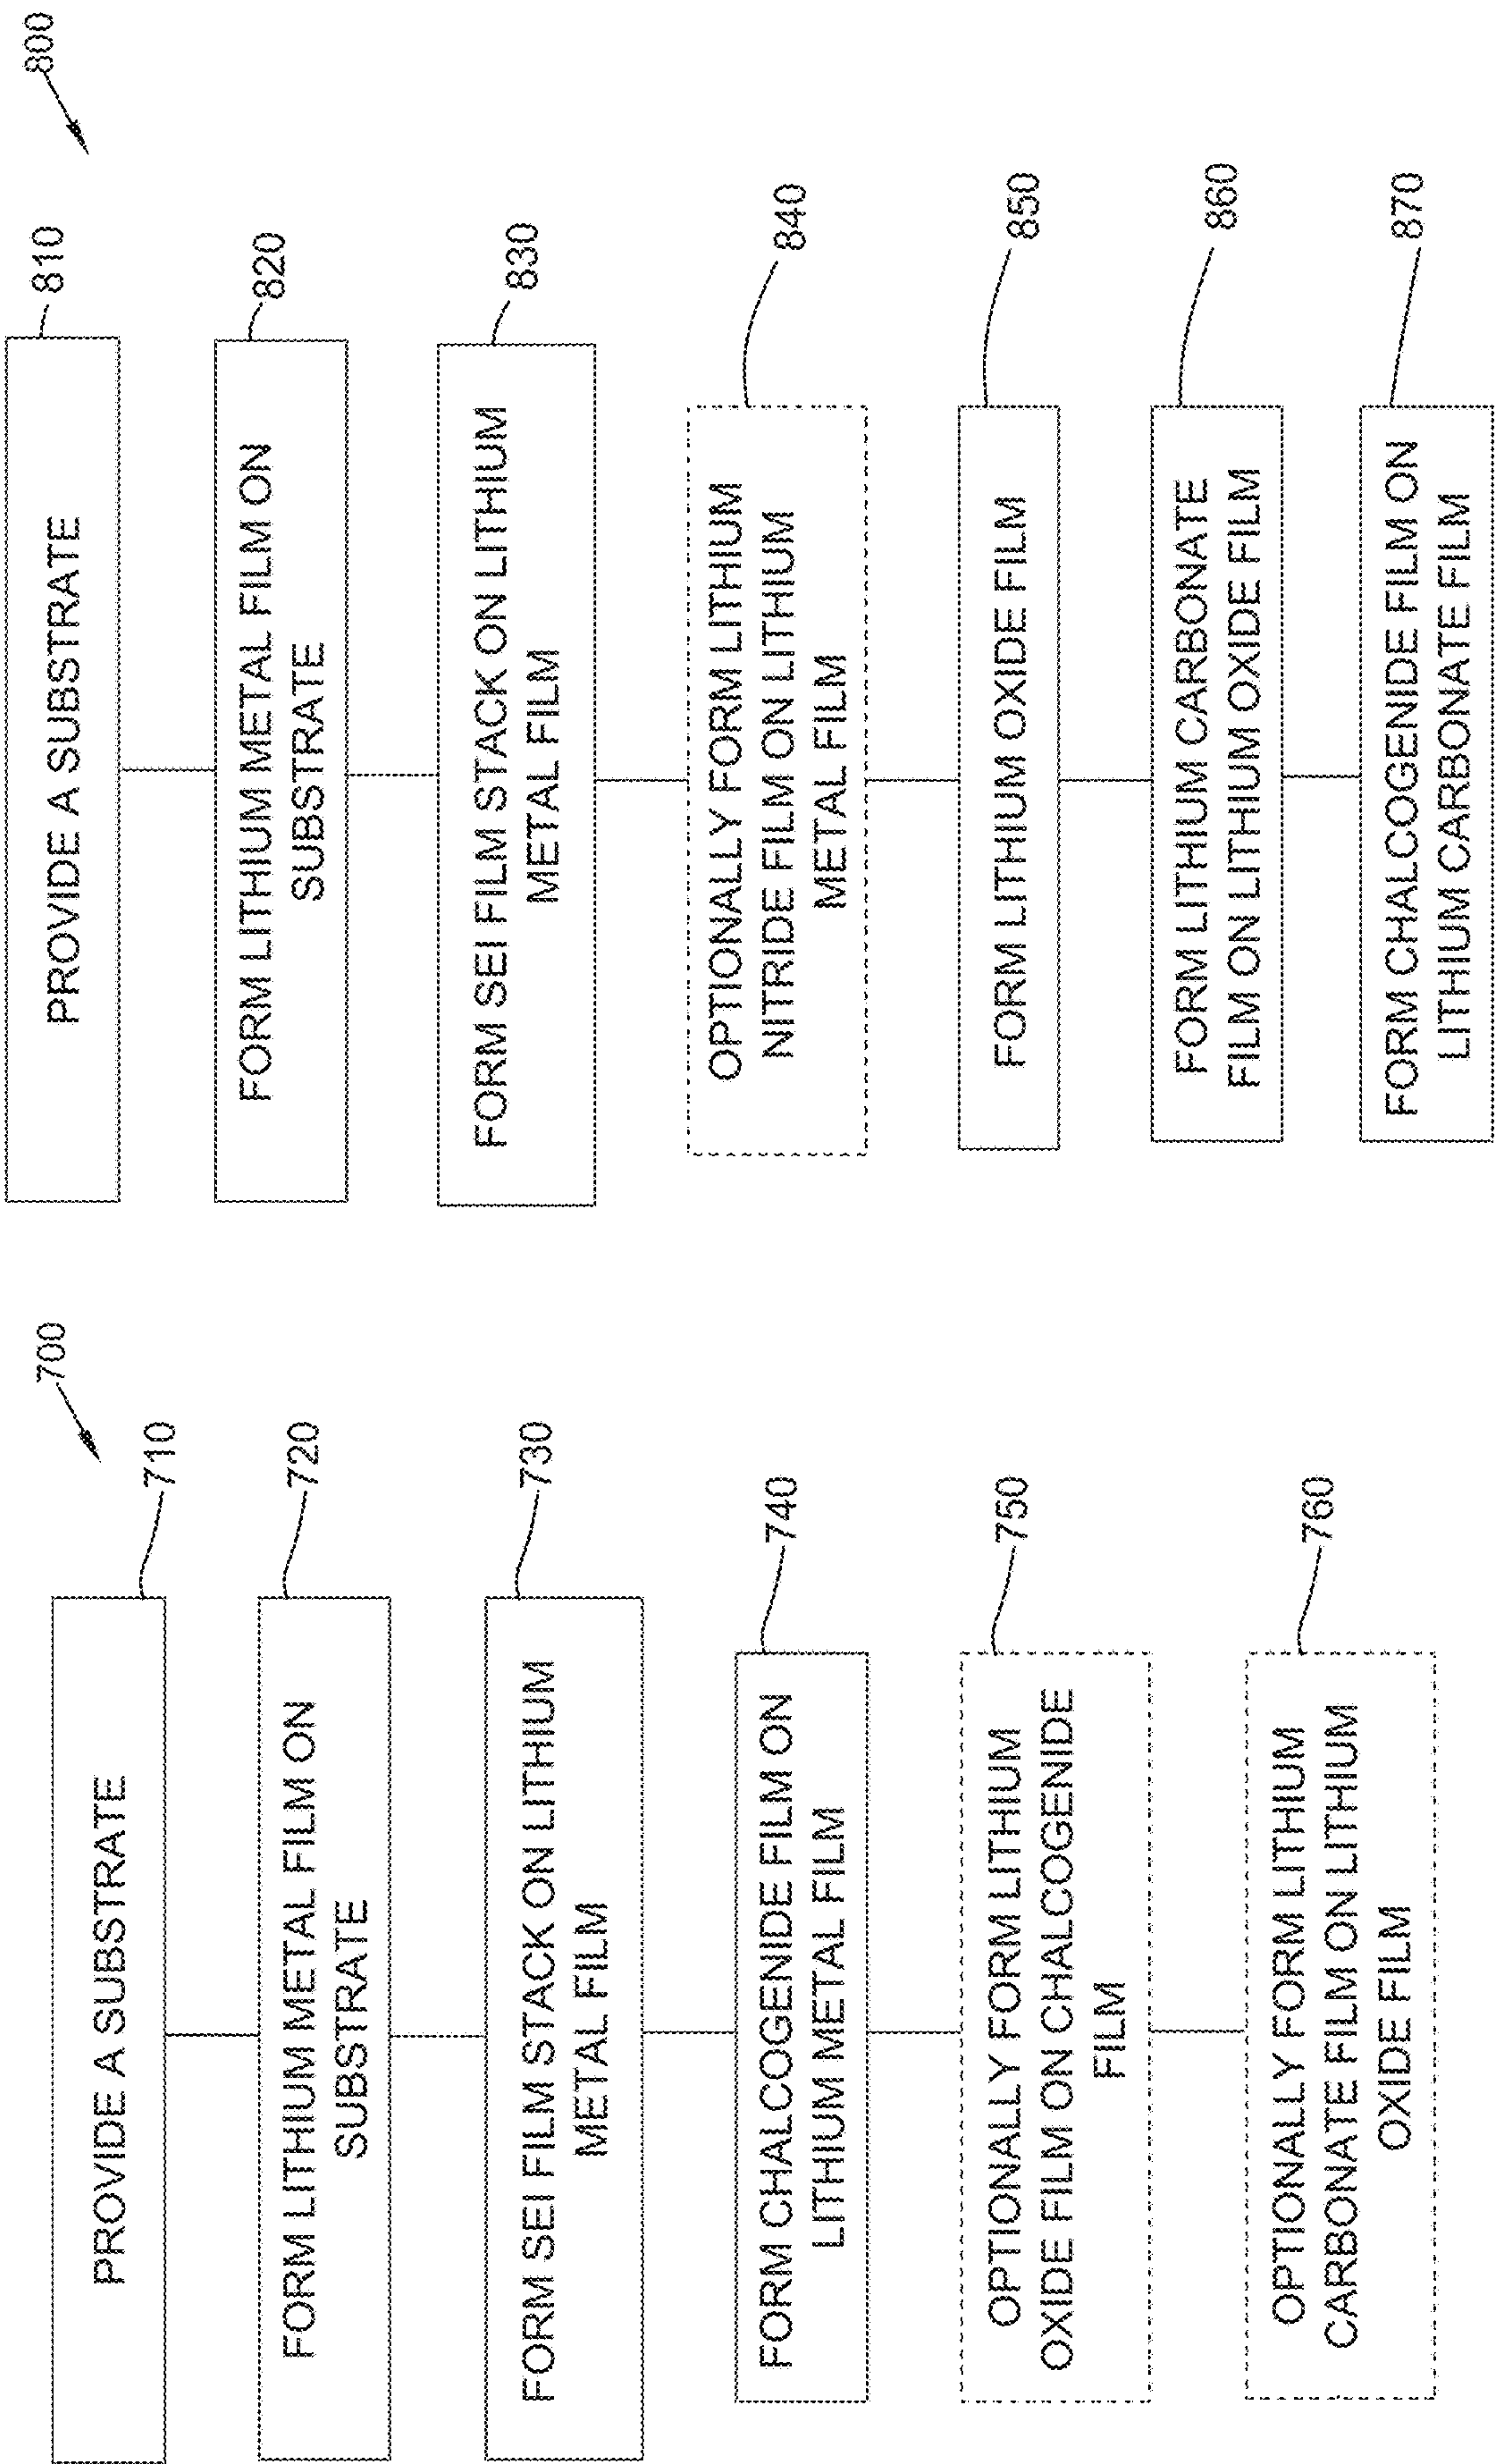 700
PROVIDE A SUBSTRATE
710
FORM LITHIUM METAL FILM ON
SUBSTRATE
720
FORM SEI FILM STACK ON LITHIUM
METAL FILM
730
FORM CHALCOGENIDE FILM ON
LITHIUM METAL FILM
740
OPTIONALLY FORM LITHIUM
OXIDE FILM ON CHALCOGENIDE
FILM
750
OPTIONALLY FORM LITHIUM
CARBONATE FILM ON LITHIUM
OXIDE FILM
760
800
PROVIDE A SUBSTRATE
810
FORM LITHIUM METAL FILM ON
SUBSTRATE
820
FORM SEI FILM STACK ON LITHIUM
METAL FILM
830
OPTIONALLY FORM LITHIUM
NITRIDE FILM ON LITHIUM
METAL FILM
840
FORM LITHIUM OXIDE FILM
850
FORM LITHIUM CARBONATE
FILM ON LITHIUM OXIDE FILM
860
FORM CHALCOGENIDE FILM ON
LITHIUM CARBONATE FILM
870